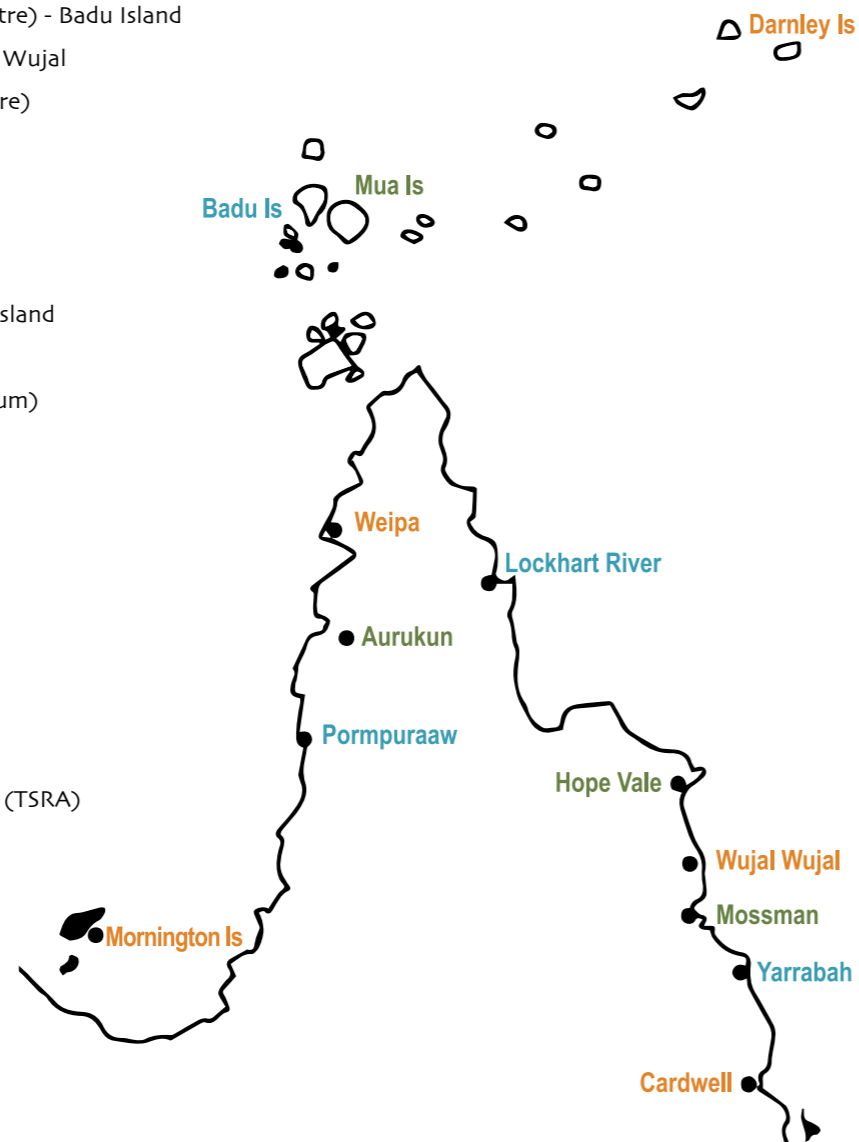 tre) - Badu Island
Darnley Is
Wujal
re)
Mua Is
Badu Is
sland
um)
Weipa
Lockhart River
Aurukun
Pormpuraaw
Hope Vale
(TSRA)
Wujal Wujal
Mossman
Mornington Is
Yarrabah
Cardwell